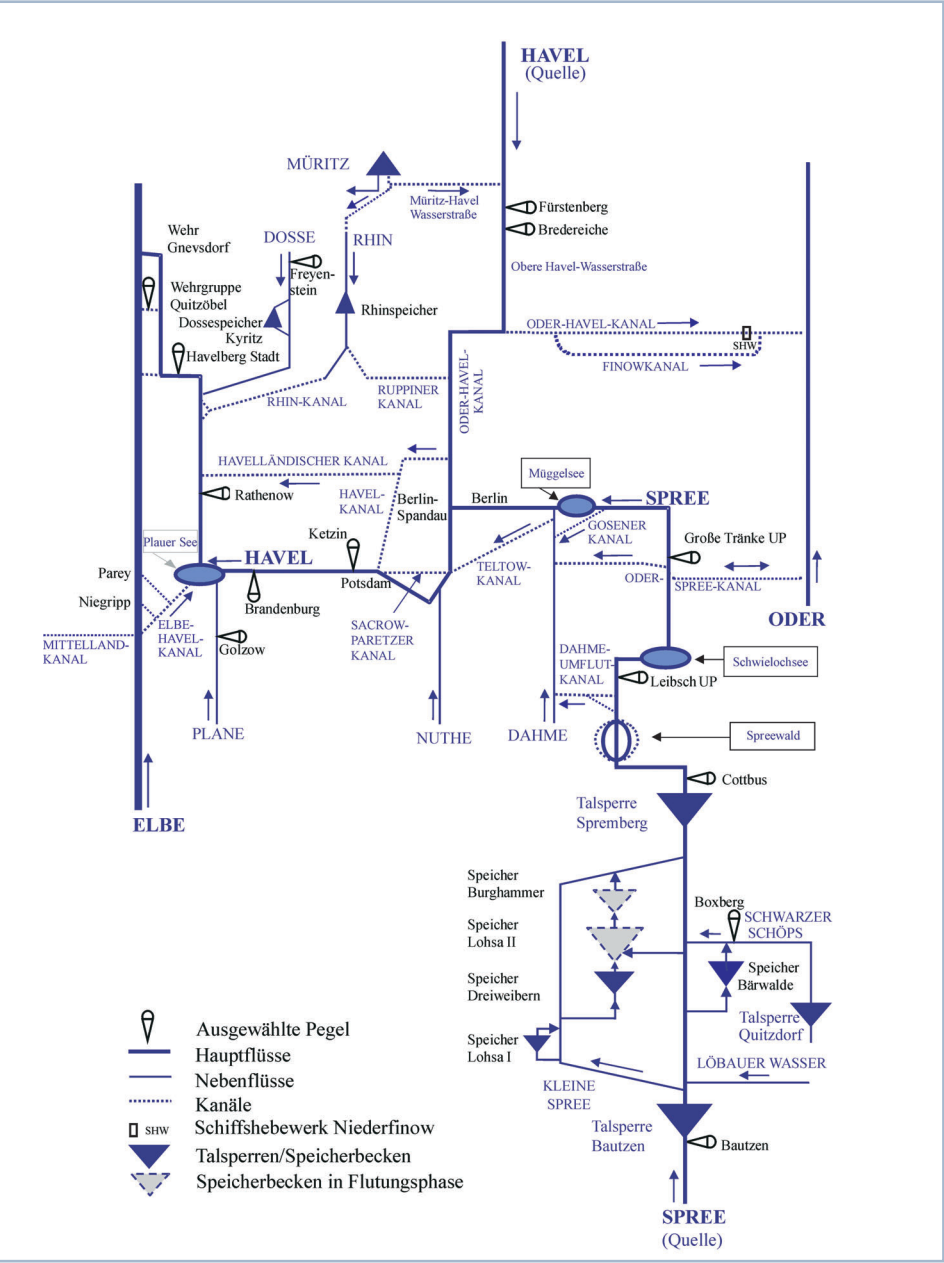 HAVEL
(Quelle)
MÜRITZ
Müritz-Havel
Wasserstraße
Fürstenberg
Bredereiche
Wehr
Gnevsdorf
DOSSE
RHIN
Freyen-
stein
Obere Havel-Wasserstraße
Wehrgruppe
Quitzöbel
Dossespeicher
Kyritz
Rhinspeicher
Havelberg Stadt
ODER-HAVEL-KANAL
SHW
FINOWKANAL
RHIN-KANAL
RUPPINER
KANAL
ODER-HAVEL-
KANAL
HAVELLÄNDISCHER KANAL
Müggelsee
Rathenow
HAVEL-
KANAL
Berlin-
Spandau
Berlin
SPREE
GOSENER
KANAL
Ketzin
Plauer See
HAVEL
Große Tränke UP
TELTOW-
KANAL
ODER-
SPREE-KANAL
Parey
Niegripp
Potsdam
Brandenburg
ODER
MITTELLAND-
KANAL
ELBE-
HAVEL-
KANAL
Golzow
SACROW-
PARETZER
KANAL
DAHME-
UMFLUT-
KANAL
Schwielochsee
Leibsch UP
PLANE
NUTHE
DAHME
Spreewald
Cottbus
ELBE
Talsperre
Spremberg
Speicher
Burghammer
Boxberg
SCHWARZER
SCHÖPS
Speicher
Lohsa II
Speicher
Dreiweibern
Speicher
Bärwalde
Talsperre
Quitzdorf
Speicher
Lohsa I
LÖBAUER WASSER
KLEINE
SPREE
Talsperre
Bautzen
Bautzen
SPREE
(Quelle)
Ausgewählte Pegel
Hauptflüsse
Nebenflüsse
Kanäle
SHW Schiffshebewerk Niederfinow
Talsperren/Speicherbecken
Speicherbecken in Flutungsphase